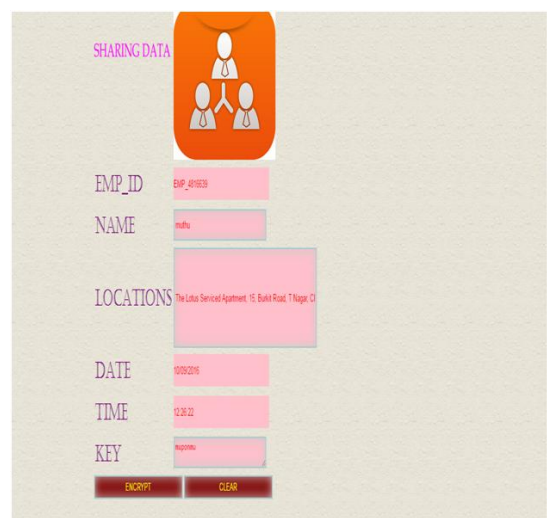 SHARING DATA
EMP_ID EMP_4816639
NAME muthu
LOCATIONS The Lotus Serviced Apartment, 15, Burkit Road, T Nagar, Ch
DATE 10/09/2016
TIME 12:26:22
KEY
ENCRYPT CLEAR